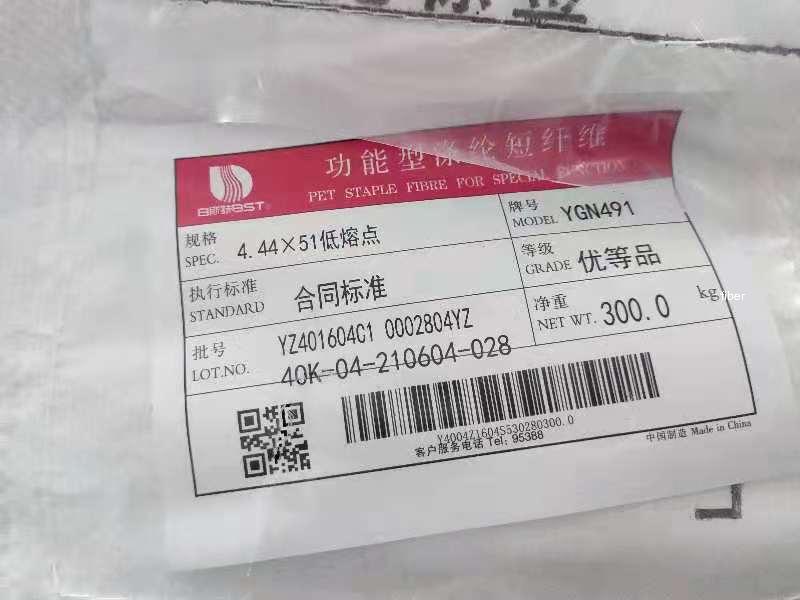 功能型涤纶短纤维
PET STAPLE FIBRE FOR SPECIAL FUNCTION
BST
规格
SPEC. 4.44×51低熔点
牌号
MODEL YGN491
执行标准
STANDARD 合同标准
等级
GRADE 优等品
批号
LOT.NO. YZ401604C1 0002804YZ
40K-04-210604-028
净重
NET WT. 300.0 kg
fiber
Y4004Z1604S530280300.0
客户服务电话 Tel: 95388
中国制造 Made in China